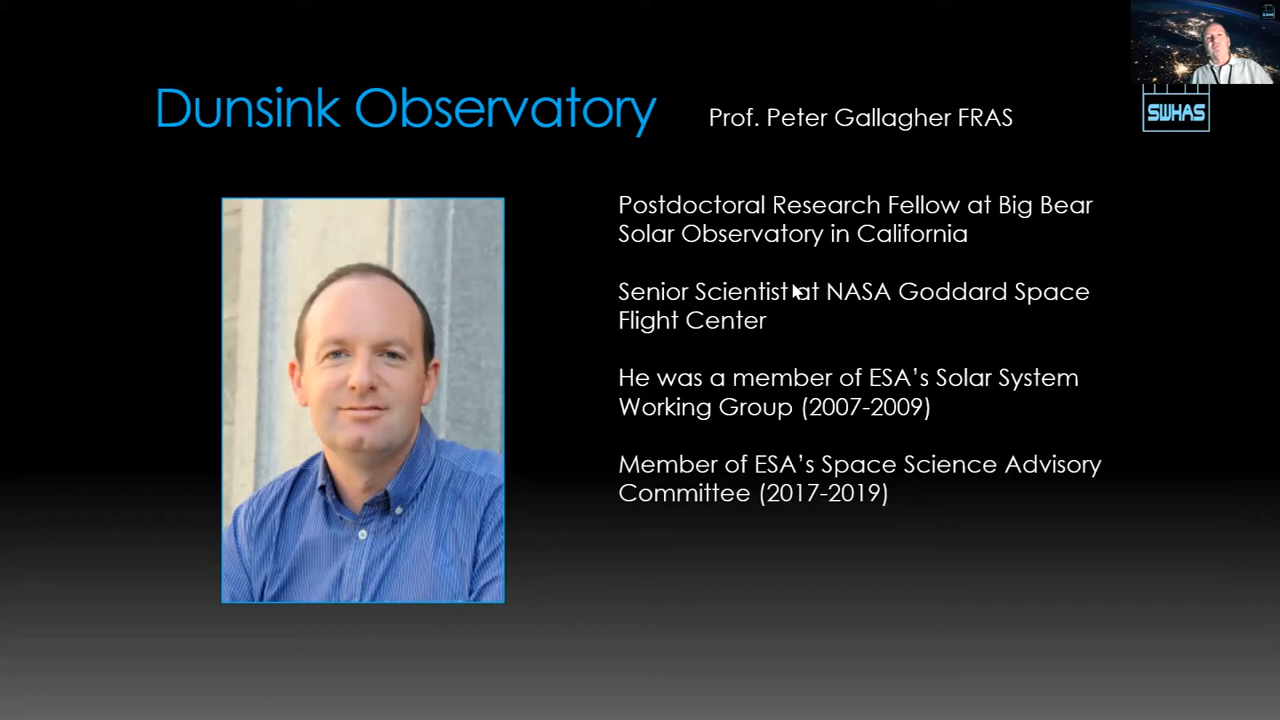 Dunsink Observatory
Prof. Peter Gallagher FRAS
SWHAS
Postdoctoral Research Fellow at Big Bear
Solar Observatory in California
Senior Scientist at NASA Goddard Space
Flight Center
He was a member of ESA’s Solar System
Working Group (2007-2009)
Member of ESA’s Space Science Advisory
Committee (2017-2019)